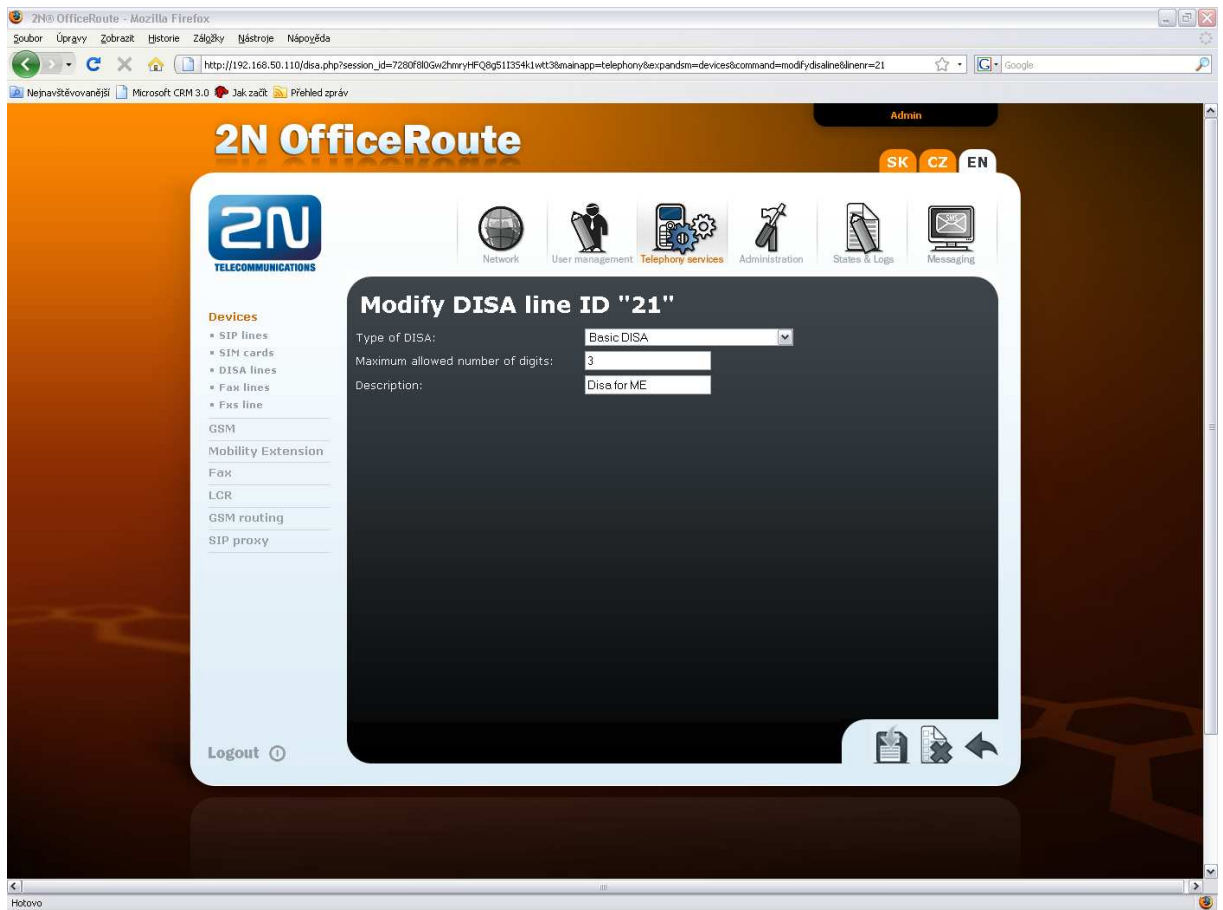 2N® OfficeRoute - Mozilla Firefox
Soubor Úpravy Zobrazit Historie Záložky Nástroje Nápověda
http://192.168.50.110/disa.php?session_id=7280f8l0Gw2hmryHFQ8g51I354k1wtt3&mainapp=telephony&expandsm=devices&command=modifydisaline&linenr=21
G Google
Nejnavštěvovanější Microsoft CRM 3.0 Jak začít Přehled zpráv
Admin
2N OfficeRoute
SK CZ EN
2N
TELECOMMUNICATIONS
SMS
Network User management Telephony services Administration States & Logs Messaging
Modify DISA line ID "21"
Type of DISA: Basic DISA
Maximum allowed number of digits: 3
Description: Disa for ME
Devices
SIP lines
SIM cards
DISA lines
Fax lines
Fxs line
GSM
Mobility Extension
Fax
LCR
GSM routing
SIP proxy
Logout
Hotovo